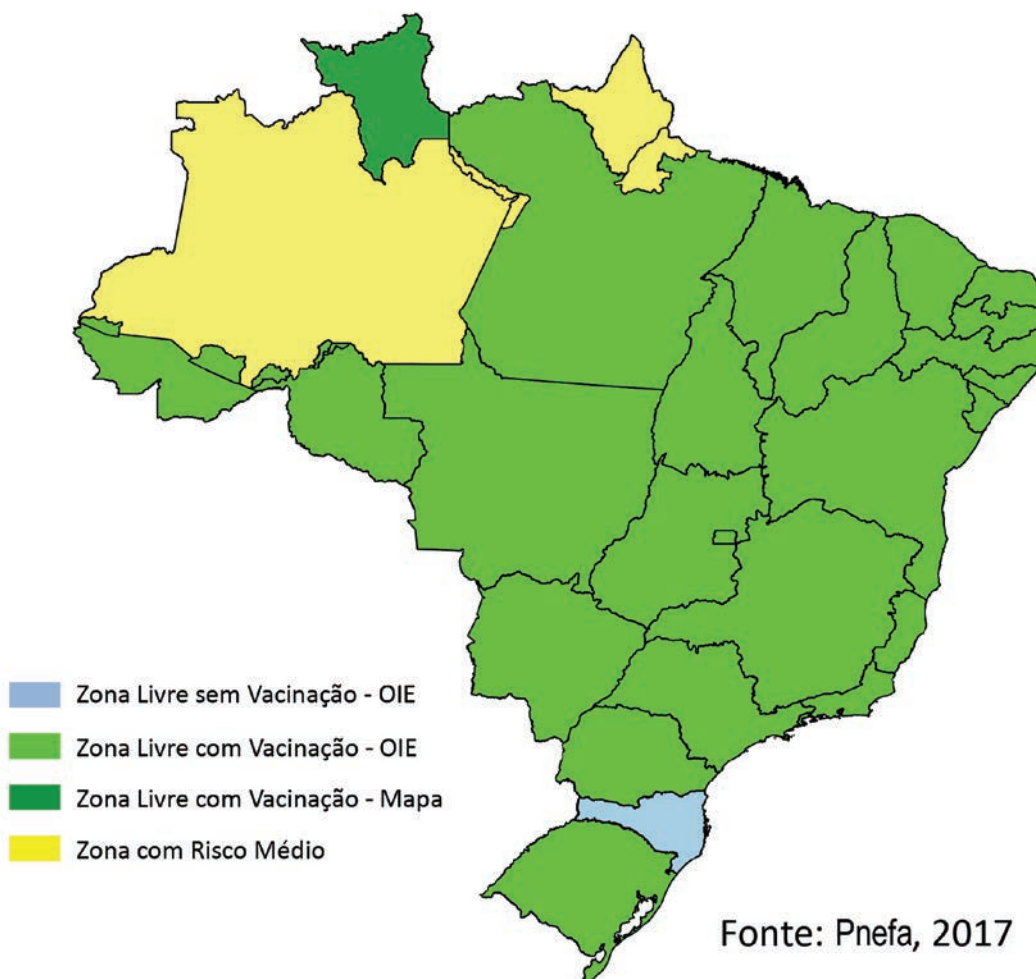 Zona Livre sem Vacinação - OIE
Zona Livre com Vacinação - OIE
Zona Livre com Vacinação - Mapa
Zona com Risco Médio
Fonte: Pnefa, 2017